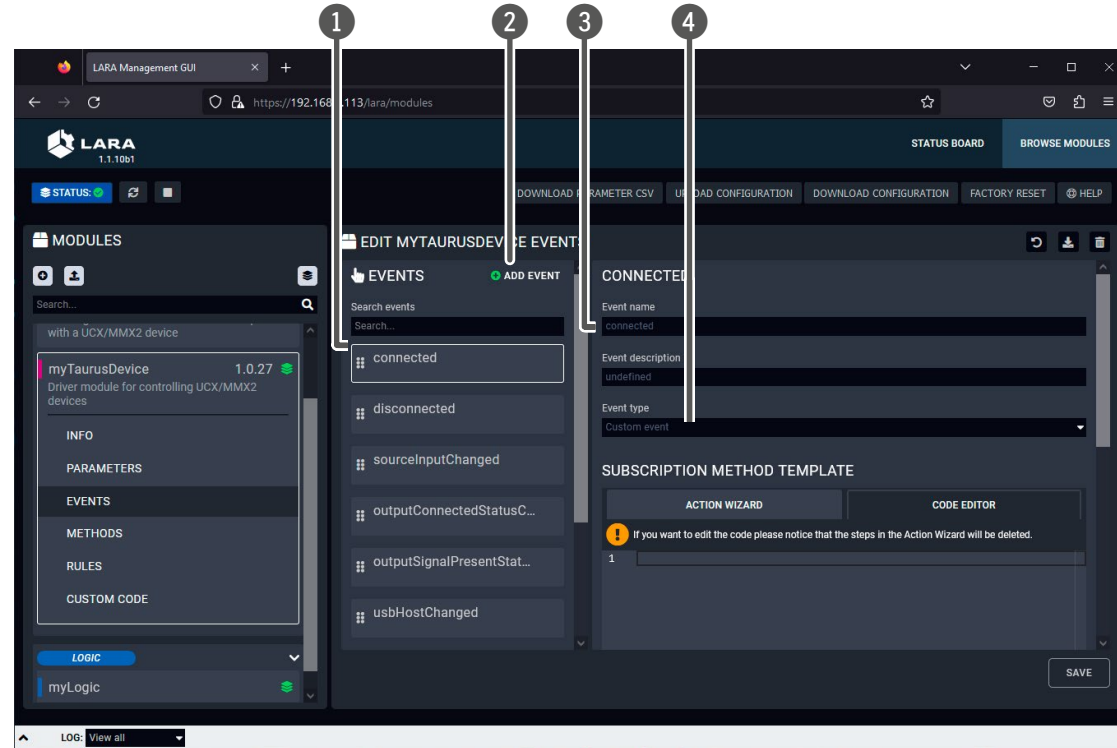 1 2 3 4
LARA Management GUI
https://192.168 .113/lara/modules
LARA
1.1.10b1
STATUS BOARD BROWSE MODULES
STATUS: DOWNLOAD PARAMETER CSV UPLOAD CONFIGURATION DOWNLOAD CONFIGURATION FACTORY RESET HELP
MODULES
Search...
with a UCX/MMX2 device
myTaurusDevice 1.0.27
Driver module for controlling UCX/MMX2
devices
INFO
PARAMETERS
EVENTS
METHODS
RULES
CUSTOM CODE
LOGIC
myLogic
EDIT MYTAURUSDEVICE EVENTS
EVENTS ADD EVENT
Search events
Search...
connected
disconnected
sourceInputChanged
outputConnectedStatusC...
outputSignalPresentStat...
usbHostChanged
CONNECTED
Event name
connected
Event description
undefined
Event type
Custom event
SUBSCRIPTION METHOD TEMPLATE
ACTION WIZARD CODE EDITOR
! If you want to edit the code please notice that the steps in the Action Wizard will be deleted.
1
SAVE
LOG: View all